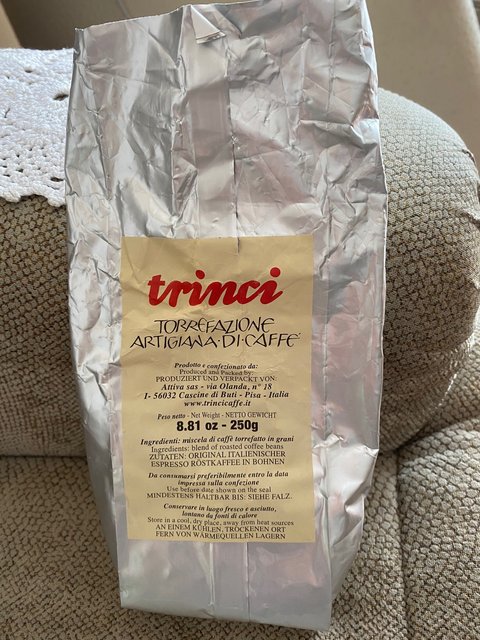 trinci
TORREFAZIONE
ARTIGIANA·DI·CAFFE'
Prodotto e confezionato da:
Produced and Packed by:
PRODUZIERT UND VERPACKT VON:
Attiva sas - via Olanda, n° 18
I- 56032 Cascine di Buti - Pisa - Italia
www.trincicaffe.it
Peso netto - Net Weight - NETTO GEWICHT
8.81 oz - 250g
Ingredienti: miscela di caffè torrefatto in grani
Ingredients: blend of roasted coffee beans
ZUTATEN: ORIGINAL ITALIENISCHER
ESPRESSO RÖSTKAFFEE IN BOHNEN
Da consumarsi preferibilmente entro la data
impressa sulla confezione
Use before date shown on the seal
MINDESTENS HALTBAR BIS: SIEHE FALZ.
Conservare in luogo fresco e asciutto,
lontano da fonti di calore
Store in a cool, dry place, away from heat sources
AN EINEM KÜHLEN, TROCKENEN ORT
FERN VON WÄRMEQUELLEN LAGERN